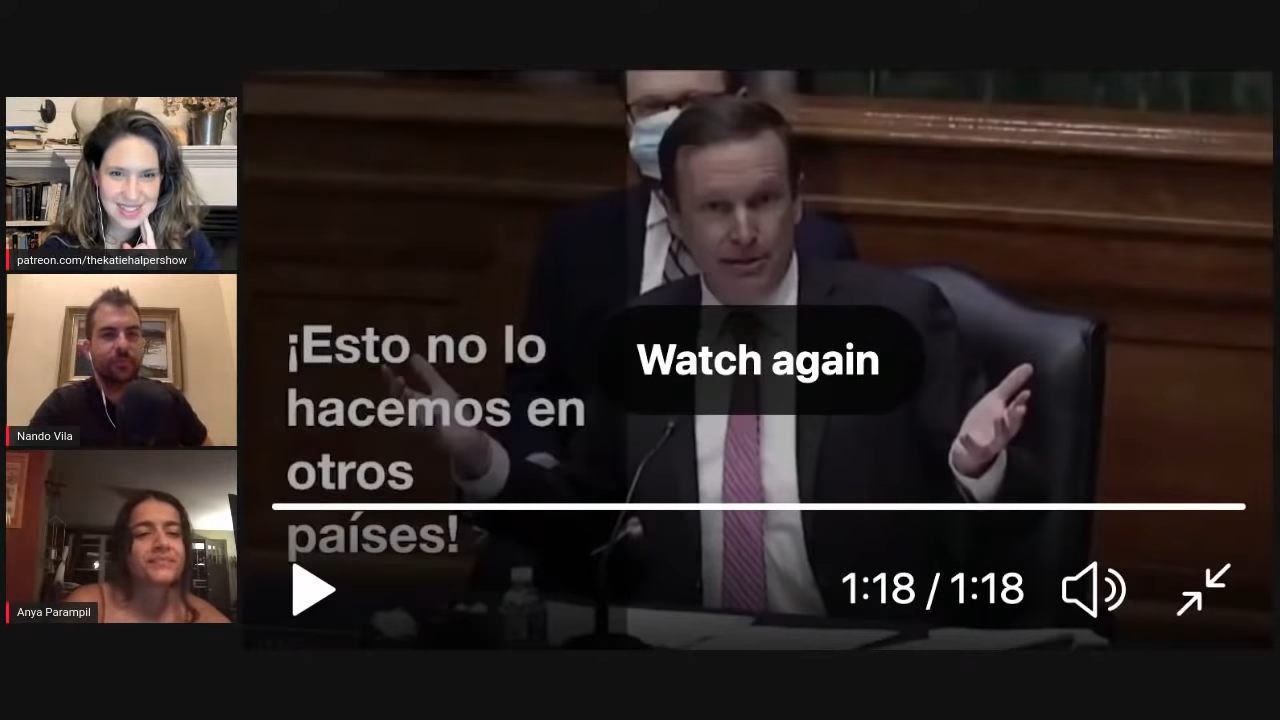 patreon.com/thekatiehalpershow
Nando Vila
Anya Parampil
¡Esto no lo
hacemos en
otros
países!
Watch again
1:18 / 1:18